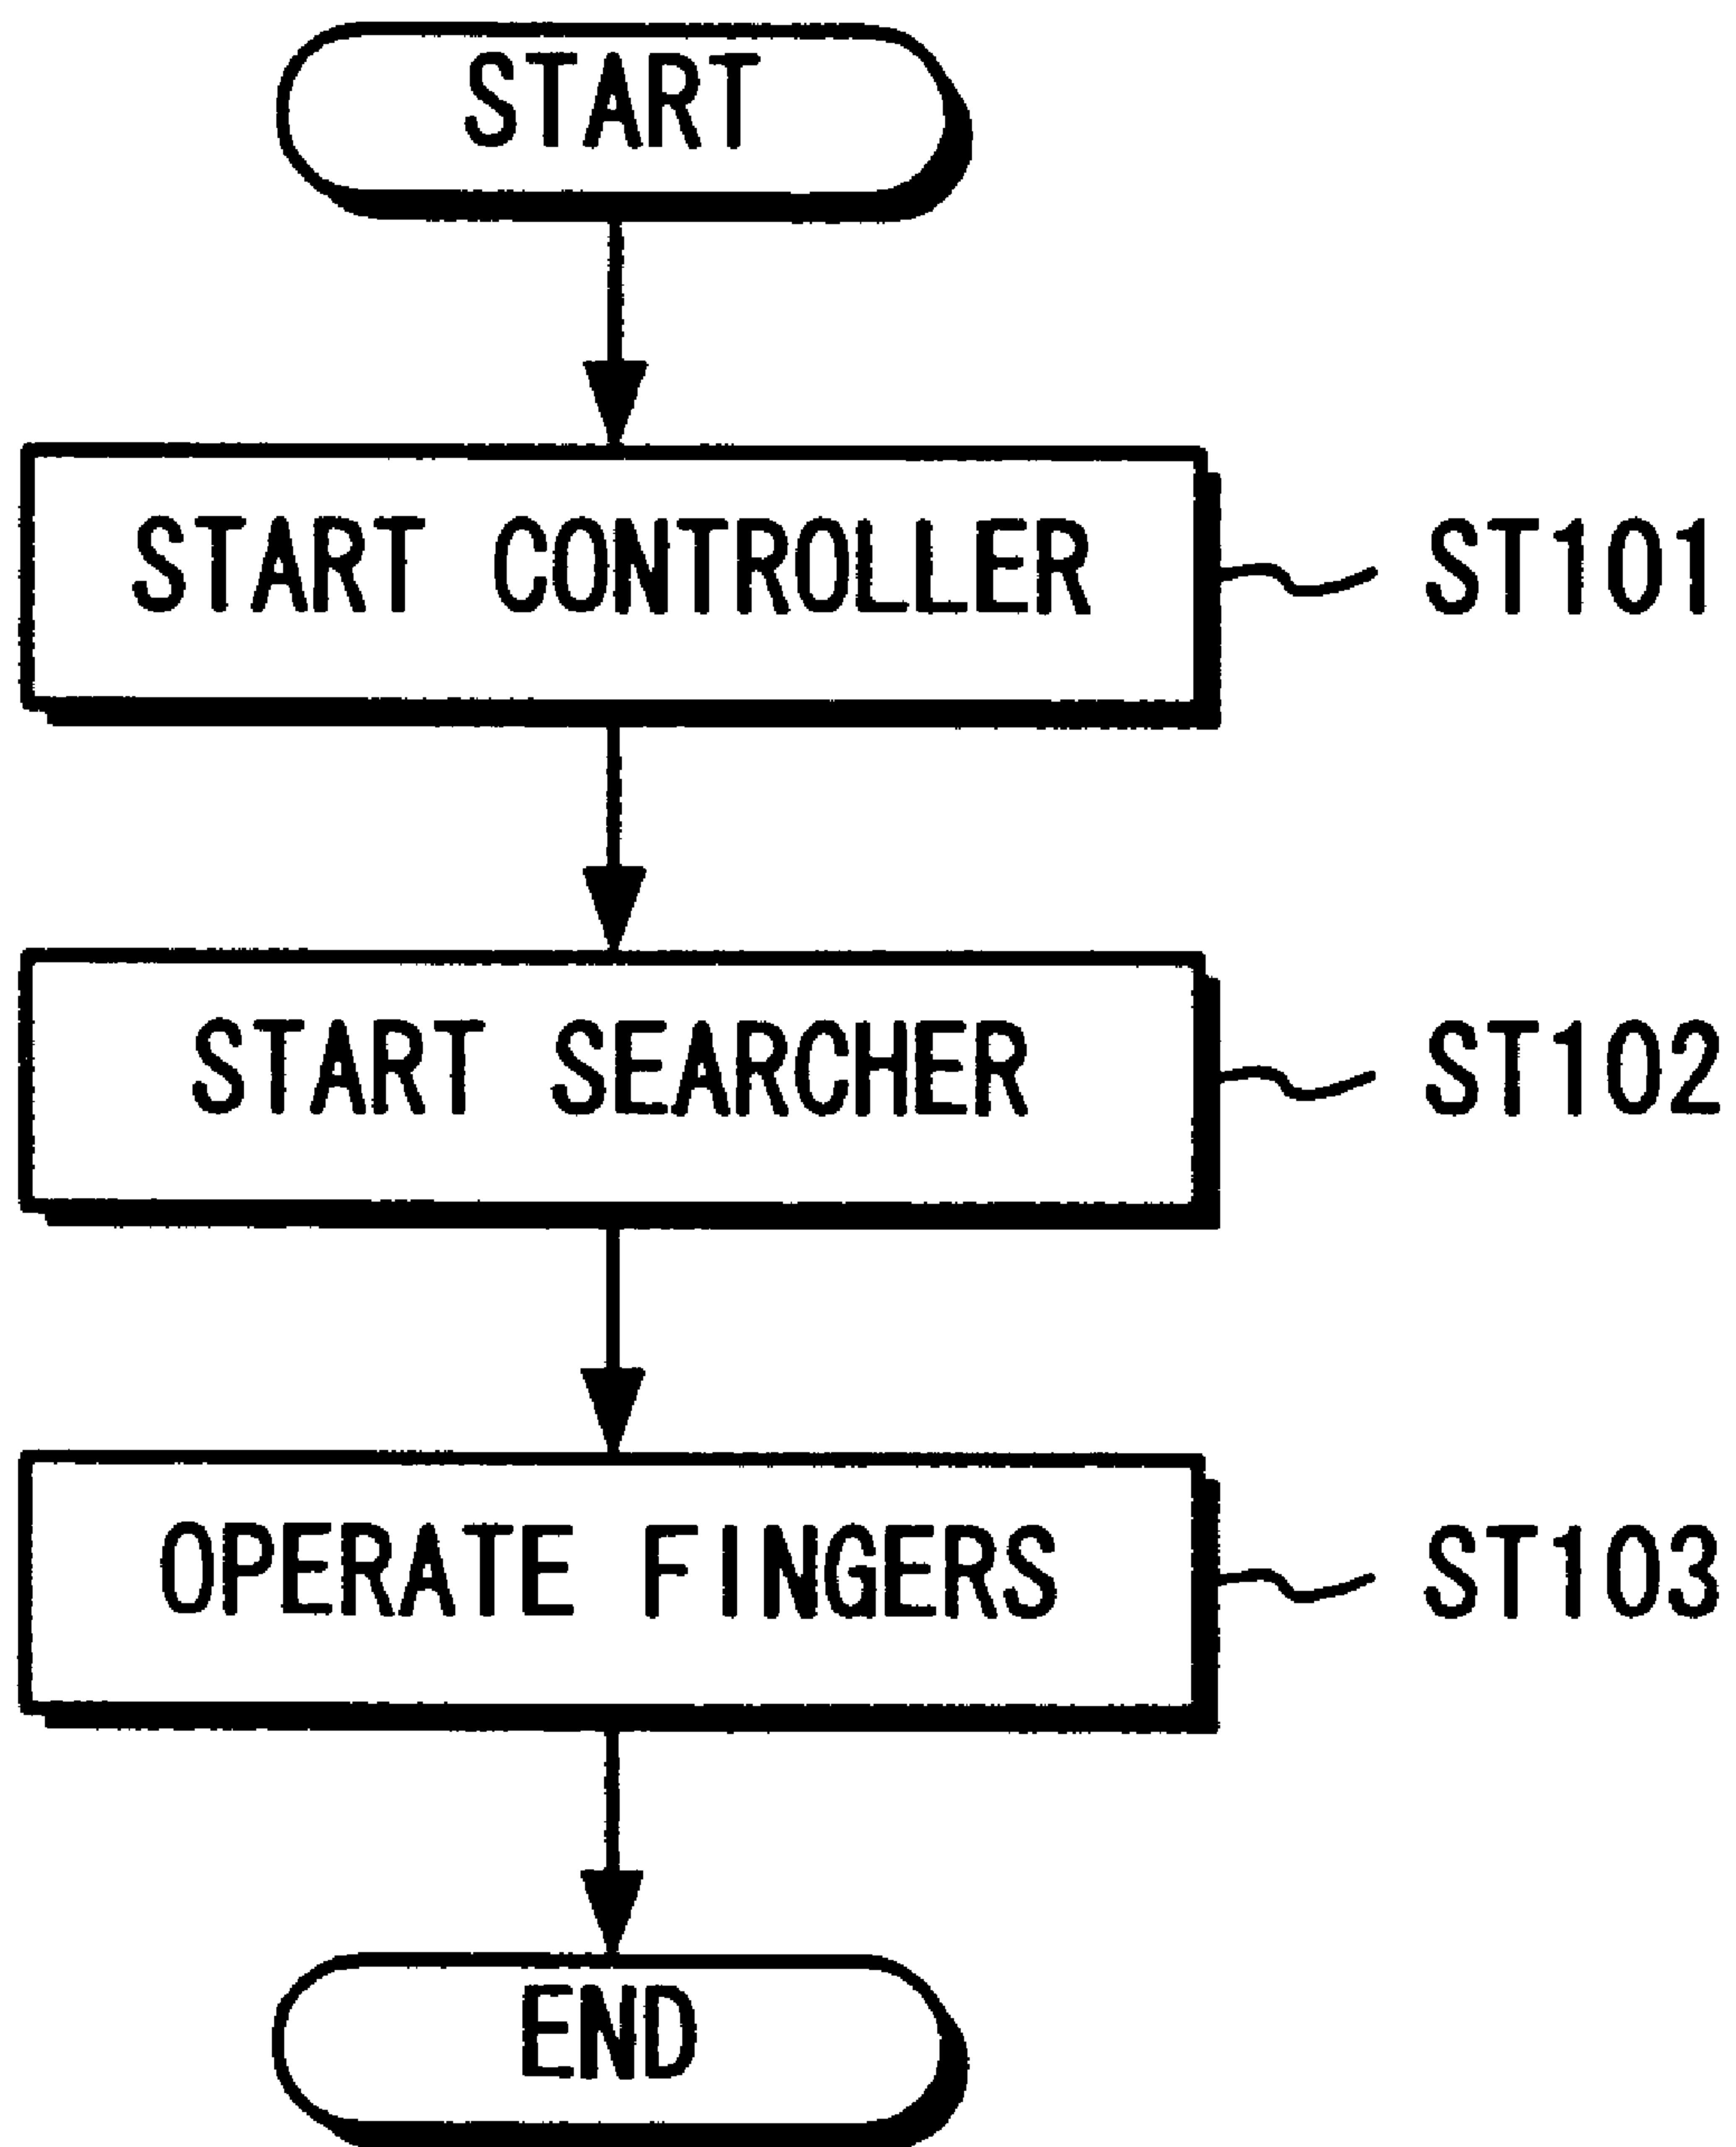 START
START CONTROLLER ST101
START SEARCHER ST102
OPERATE FINGERS ST103
END